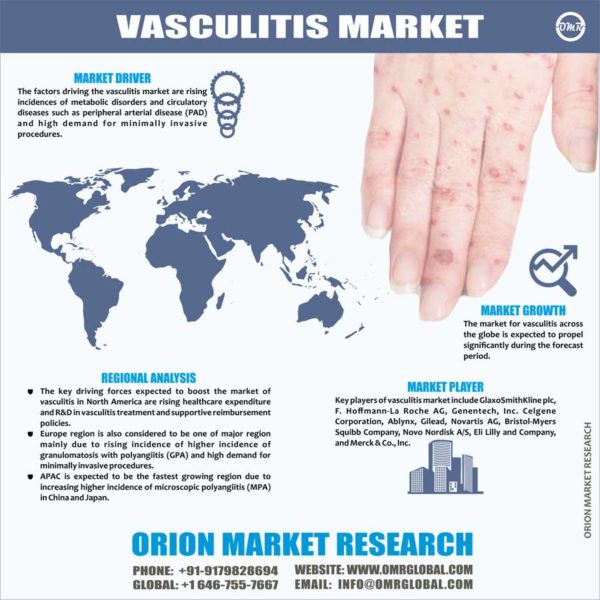 VASCULITIS MARKET
OMR
MARKET DRIVER
The factors driving the vasculitis market are rising
incidences of metabolic disorders and circulatory
diseases such as peripheral arterial disease (PAD)
and high demand for minimally invasive
procedures.
MARKET GROWTH
The market for vasculitis across
the globe is expected to propel
significantly during the forecast
period.
REGIONAL ANALYSIS
The key driving forces expected to boost the market of
vasculitis in North America are rising healthcare expenditure
and R&D in vasculitis treatment and supportive reimbursement
policies.
Europe region is also considered to be one of major region
mainly due to rising incidence of higher incidence of
granulomatosis with polyangiitis (GPA) and high demand for
minimally invasive procedures.
APAC is expected to be the fastest growing region due to
increasing higher incidence of microscopic polyangiitis (MPA)
in China and Japan.
MARKET PLAYER
Key players of vasculitis market include GlaxoSmithKline plc,
F. Hoffmann-La Roche AG, Genentech, Inc. Celgene
Corporation, Ablynx, Gilead, Novartis AG, Bristol-Myers
Squibb Company, Novo Nordisk A/S, Eli Lilly and Company,
and Merck & Co., Inc.
ORION MARKET RESEARCH
ORION MARKET RESEARCH
PHONE: +91-9179828694 WEBSITE: WWW.OMRGLOBAL.COM
GLOBAL: +1 646-755-7667 EMAIL: INFO@OMRGLOBAL.COM